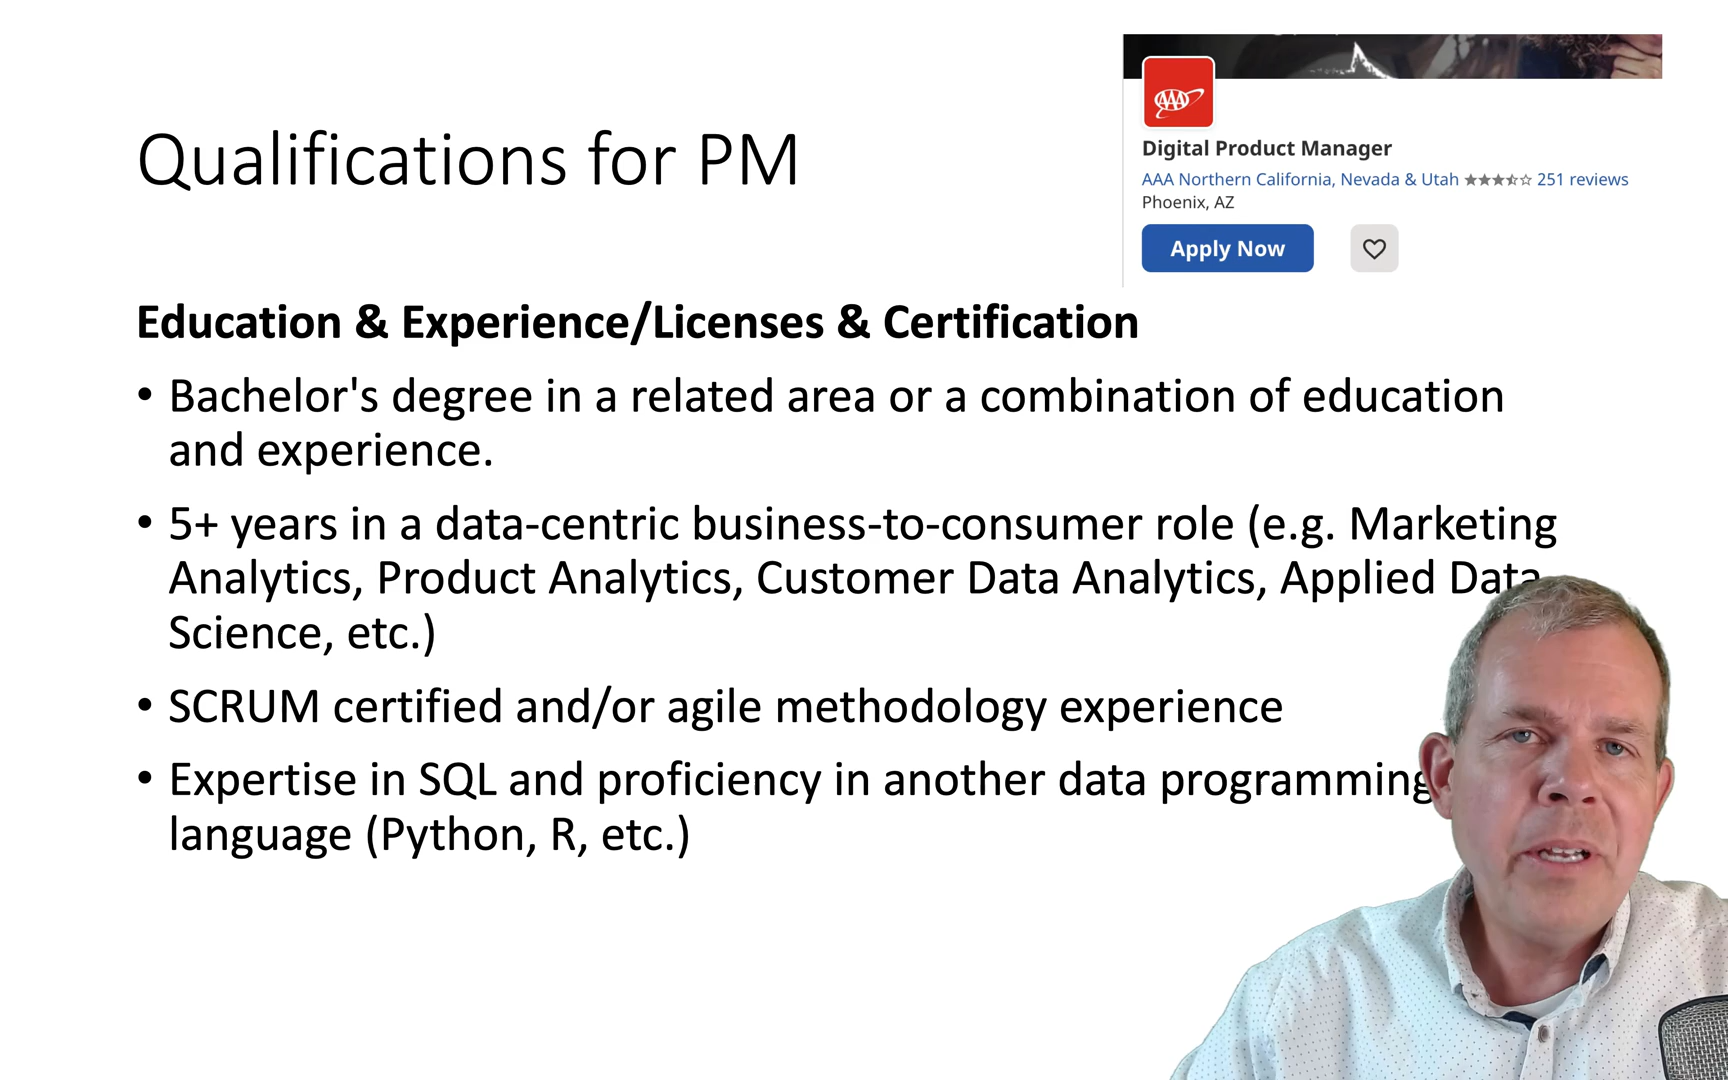 Qualifications for PM
AAA
Digital Product Manager
AAA Northern California, Nevada & Utah ★★★⯪☆ 251 reviews
Phoenix, AZ
Apply Now
Education & Experience/Licenses & Certification
• Bachelor's degree in a related area or a combination of education
and experience.
• 5+ years in a data-centric business-to-consumer role (e.g. Marketing
Analytics, Product Analytics, Customer Data Analytics, Applied Data
Science, etc.)
• SCRUM certified and/or agile methodology experience
• Expertise in SQL and proficiency in another data programming
language (Python, R, etc.)